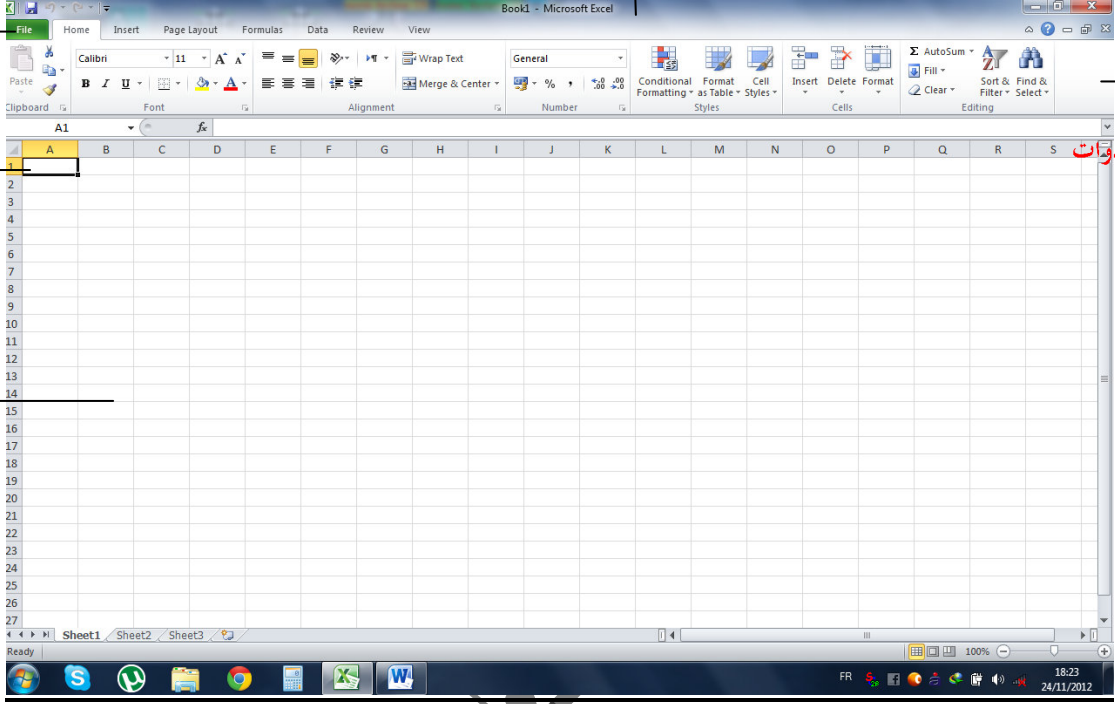 Book1 - Microsoft Excel
File Home Insert Page Layout Formulas Data Review View
Calibri 11 Wrap Text General AutoSum
Fill
Paste B I U Merge & Center % , Conditional Formatting Format as Table Cell Styles Insert Delete Format Clear Sort & Filter Find & Select
Clipboard Font Alignment Number Styles Cells Editing
A1 fx
A B C D E F G H I J K L M N O P Q R S
1
2
3
4
5
6
7
8
9
10
11
12
13
14
15
16
17
18
19
20
21
22
23
24
25
26
27
Sheet1 Sheet2 Sheet3
Ready 100%
FR 18:23
24/11/2012